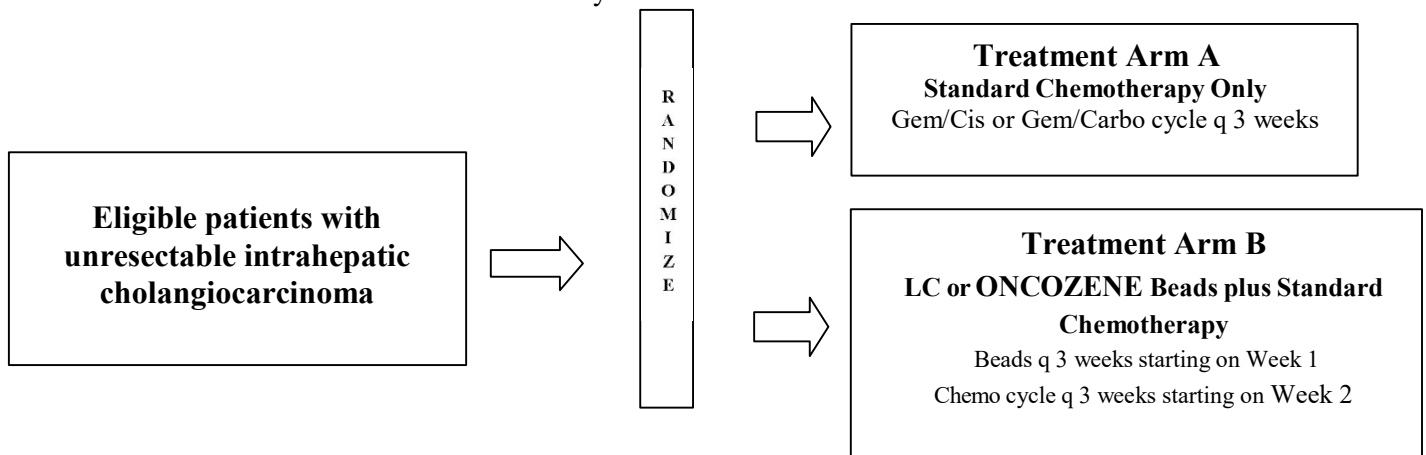 Eligible patients with
unresectable intrahepatic
cholangiocarcinoma
R
A
N
D
O
M
I
Z
E
Treatment Arm A
Standard Chemotherapy Only
Gem/Cis or Gem/Carbo cycle q 3 weeks
Treatment Arm B
LC or ONCOZENE Beads plus Standard
Chemotherapy
Beads q 3 weeks starting on Week 1
Chemo cycle q 3 weeks starting on Week 2